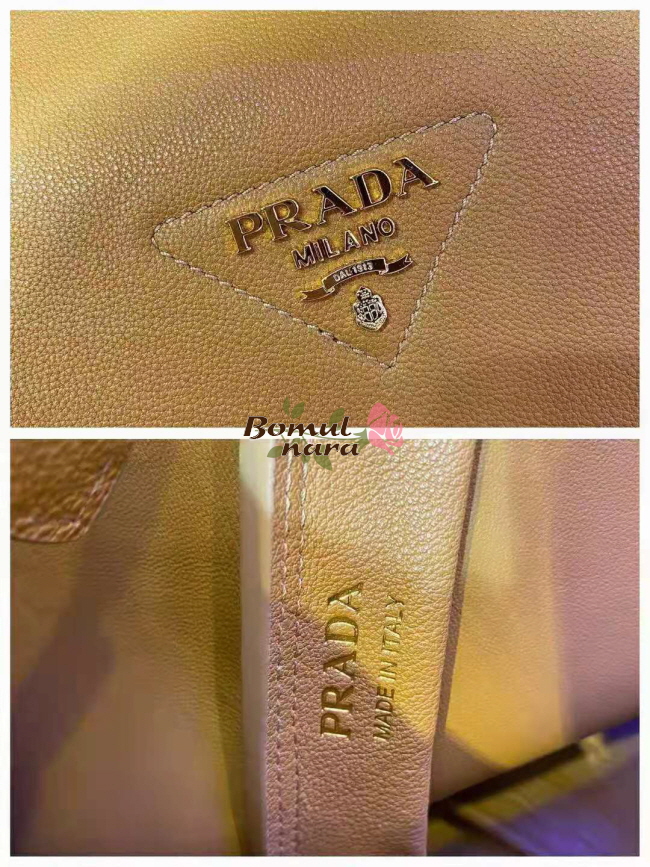 PRADA
MILANO
DAL 1913
Bomul
nara
PRADA
MADE IN ITALY